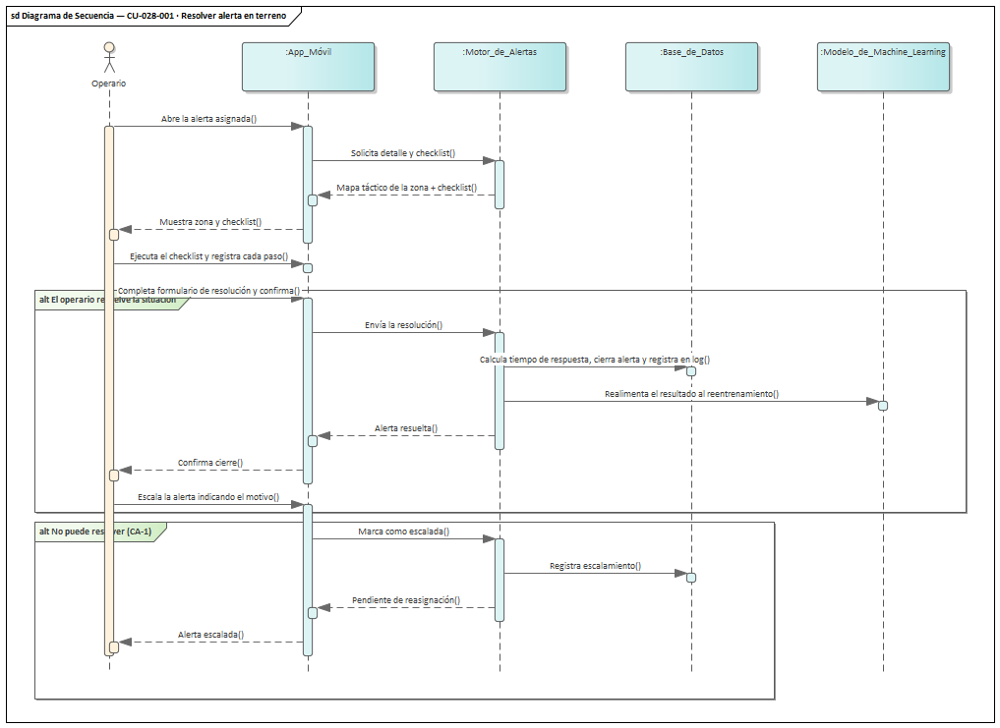 sd Diagrama de Secuencia — CU-028-001 · Resolver alerta en terreno
:App_Móvil
:Motor_de_Alertas
:Base_de_Datos
:Modelo_de_Machine_Learning
Operario
Abre la alerta asignada()
Solicita detalle y checklist()
Mapa táctico de la zona + checklist()
Muestra zona y checklist()
Ejecuta el checklist y registra cada paso()
Completa formulario de resolución y confirma()
alt El operario resuelve la situación
Envía la resolución()
Calcula tiempo de respuesta, cierra alerta y registra en log()
Realimenta el resultado al reentrenamiento()
Alerta resuelta()
Confirma cierre()
Escala la alerta indicando el motivo()
alt No puede resolver (CA-1)
Marca como escalada()
Registra escalamiento()
Pendiente de reasignación()
Alerta escalada()